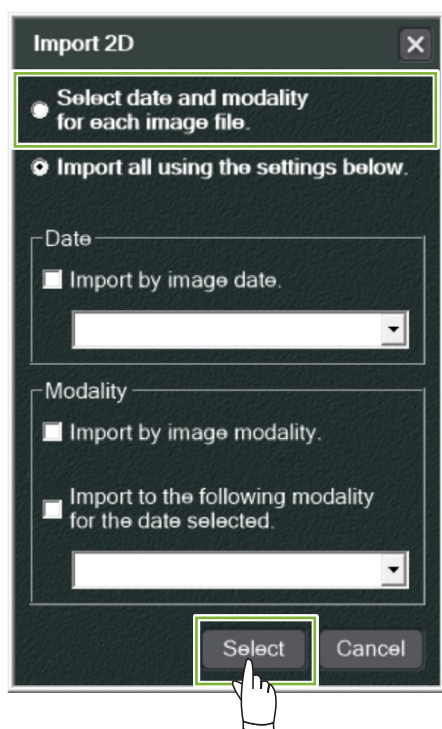 Import 2D
Select date and modality
for each image file.
Import all using the settings below.
Date
Import by image date.
Modality
Import by image modality.
Import to the following modality
for the date selected.
Select
Cancel